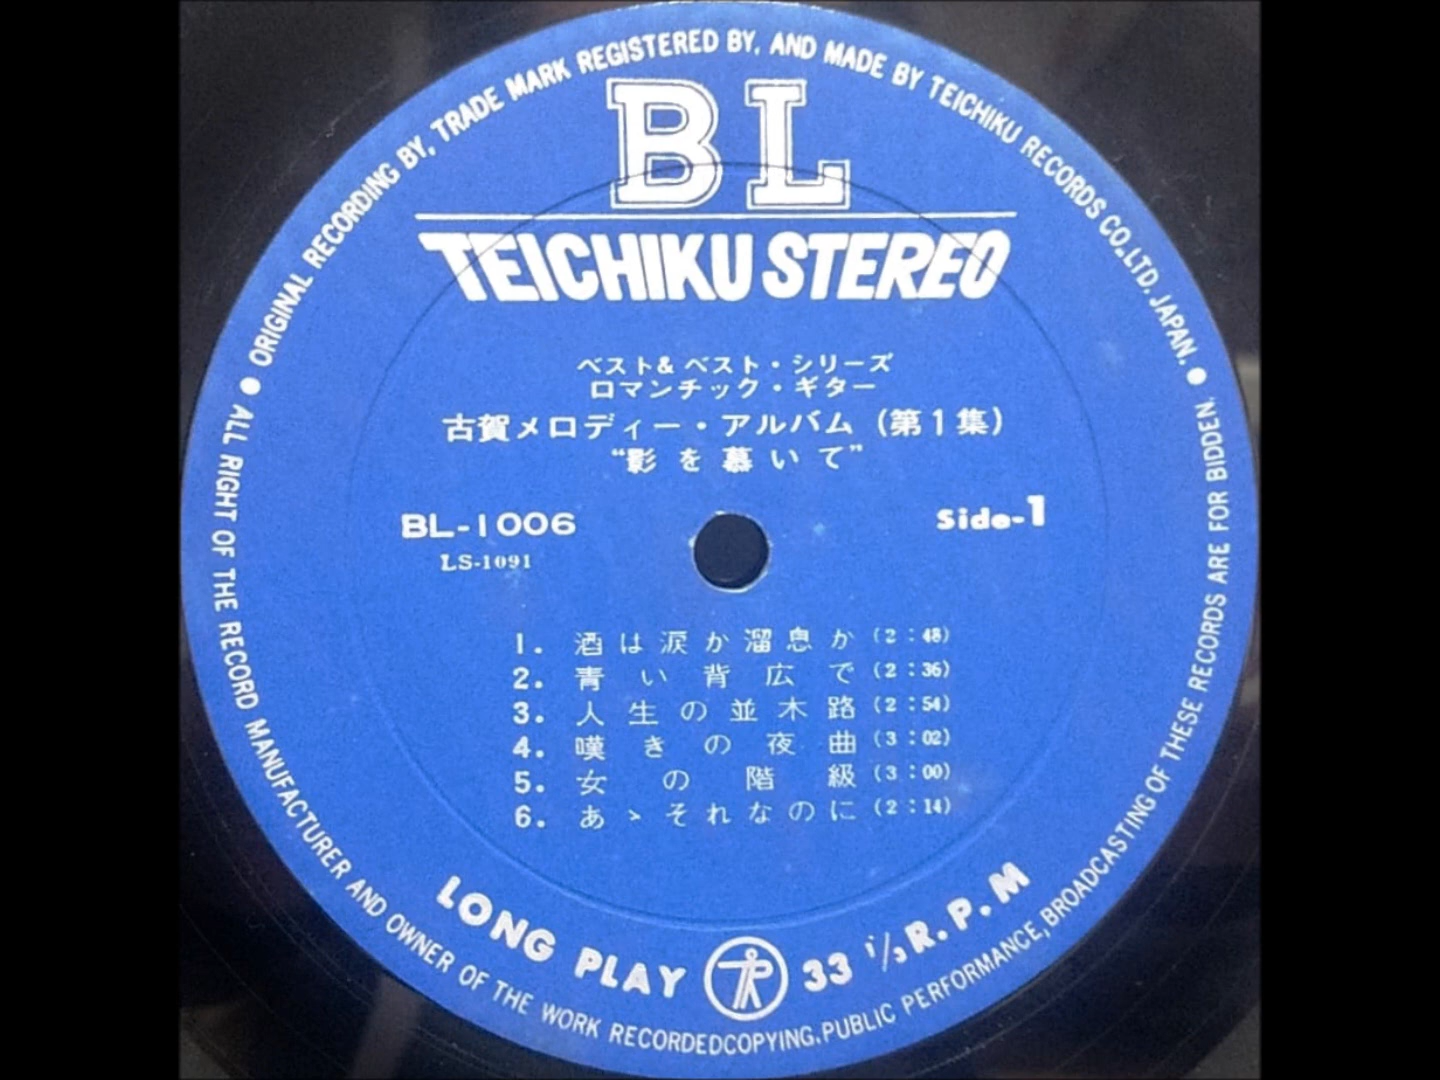 ● ORIGINAL RECORDING BY, TRADE MARK REGISTERED BY, AND MADE BY TEICHIKU RECORDS CO.,LTD. JAPAN. ●
BL
TEICHIKU STEREO
ベスト&ベスト・シリーズ
ロマンチック・ギター
古賀メロディー・アルバム（第1集）
“影を慕いて”
BL-1006
Side-1
LS-1091
1. 酒は涙か溜息か (2:48)
2. 青い背広で (2:36)
3. 人生の並木路 (2:54)
4. 嘆きの夜曲 (3:02)
5. 女の階級 (3:00)
6. あゝそれなのに (2:14)
LONG PLAY 33 1/3 R.P.M
ALL RIGHT OF THE RECORD MANUFACTURER AND OWNER OF THE WORK RECORDEDCOPYING, PUBLIC PERFORMANCE, BROADCASTING OF THESE RECORDS ARE FOR BIDDEN.